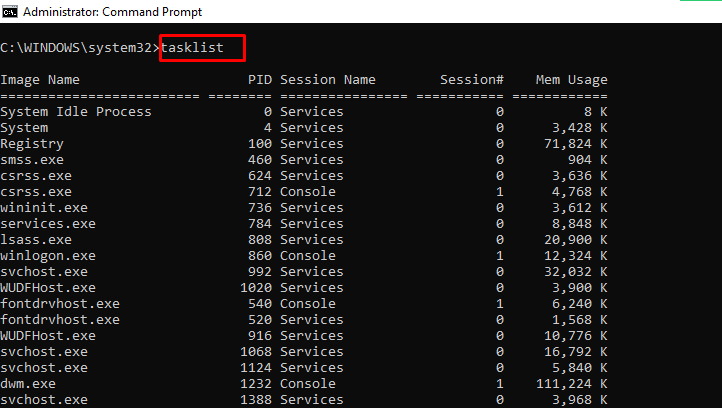 Administrator: Command Prompt
C:\WINDOWS\system32>tasklist
Image Name                     PID Session Name        Session#    Mem Usage
========================= ======== ================ =========== ============
System Idle Process              0 Services                   0          8 K
System                           4 Services                   0      3,428 K
Registry                       100 Services                   0     71,824 K
smss.exe                       460 Services                   0        904 K
csrss.exe                      624 Services                   0      3,636 K
csrss.exe                      712 Console                    1      4,768 K
wininit.exe                    736 Services                   0      3,612 K
services.exe                   784 Services                   0      8,848 K
lsass.exe                      808 Services                   0     20,900 K
winlogon.exe                   860 Console                    1     12,324 K
svchost.exe                    992 Services                   0     32,032 K
WUDFHost.exe                  1020 Services                   0      3,900 K
fontdrvhost.exe                540 Console                    1      6,240 K
fontdrvhost.exe                520 Services                   0      1,568 K
WUDFHost.exe                   916 Services                   0     10,776 K
svchost.exe                   1068 Services                   0     16,792 K
svchost.exe                   1124 Services                   0      5,840 K
dwm.exe                       1232 Console                    1    111,224 K
svchost.exe                   1388 Services                   0      3,968 K